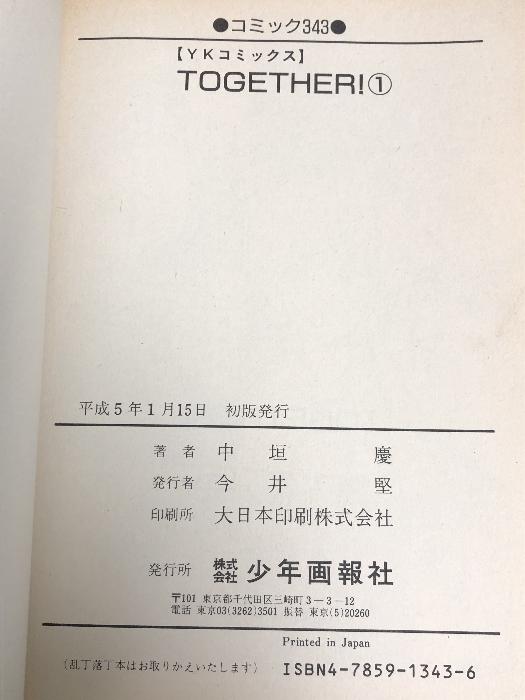 ●コミック343●
【YKコミックス】
TOGETHER!①
平成5年1月15日 初版発行
著者 中垣 慶
発行者 今井 堅
印刷所 大日本印刷株式会社
発行所 株式会社 少年画報社
〒101 東京都千代田区三崎町3-3-12
電話 東京03(3262)3501 振替 東京(5)20260
Printed in Japan
(乱丁落丁本はお取りかえいたします) ISBN4-7859-1343-6